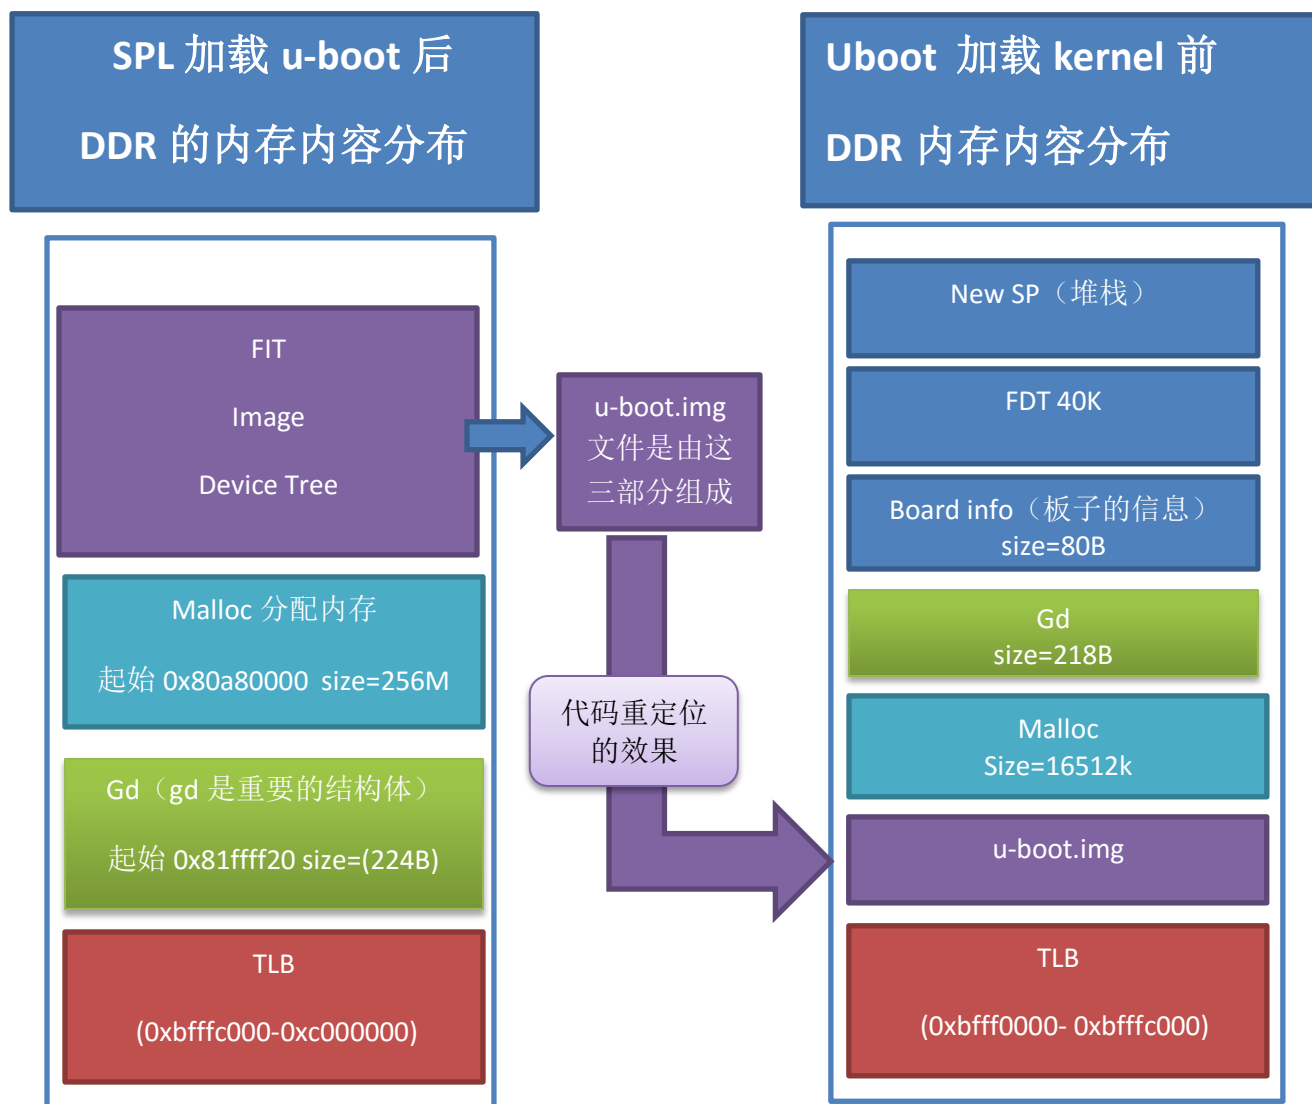 SPL 加载 u-boot 后
DDR 的内存内容分布
FIT
Image
Device Tree
Malloc 分配内存
起始 0x80a80000 size=256M
Gd（gd 是重要的结构体）
起始 0x81ffff20 size=(224B)
TLB
(0xbfffc000-0xc000000)
u-boot.img
文件是由这
三部分组成
代码重定位
的效果
Uboot 加载 kernel 前
DDR 内存内容分布
New SP（堆栈）
FDT 40K
Board info（板子的信息）
size=80B
Gd
size=218B
Malloc
Size=16512k
u-boot.img
TLB
(0xbfff0000- 0xbfffc000)